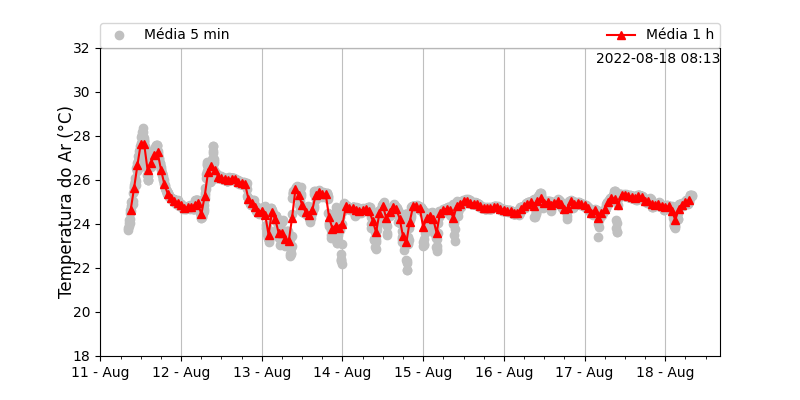 Média 5 min
Média 1 h
2022-08-18 08:13
Temperatura do Ar (°C)
32
30
28
26
24
22
20
18
11 - Aug
12 - Aug
13 - Aug
14 - Aug
15 - Aug
16 - Aug
17 - Aug
18 - Aug